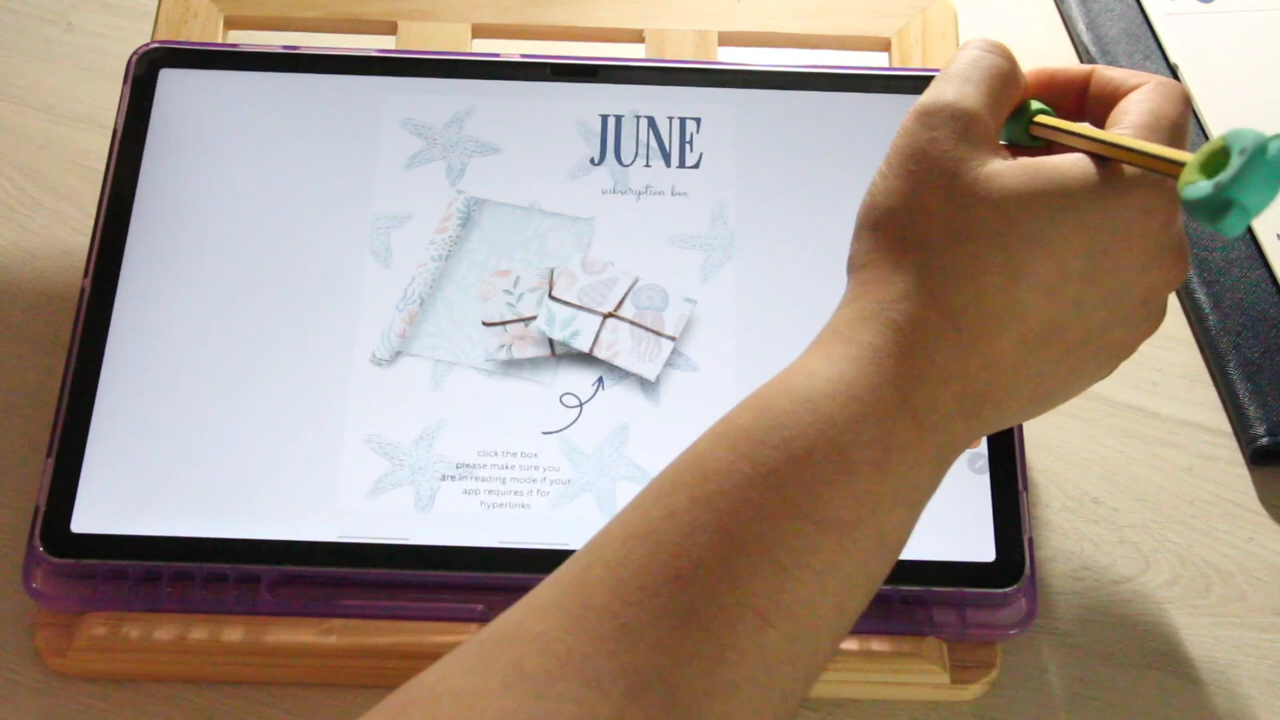 JUNE
subscription box
click the box
please make sure you
are in reading mode if your
app requires it for
hyperlinks